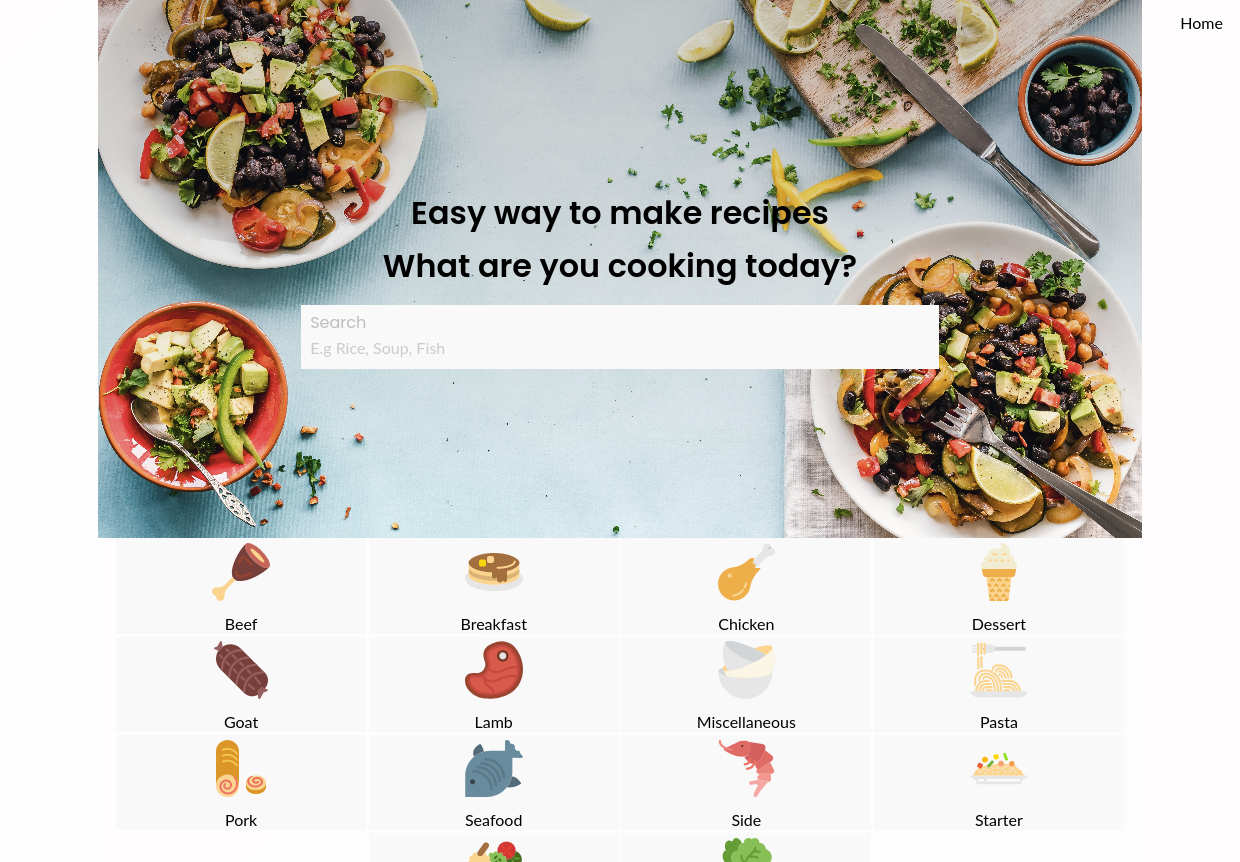 Home
Easy way to make recipes
What are you cooking today?
Search
E.g Rice, Soup, Fish
Beef
Breakfast
Chicken
Dessert
Goat
Lamb
Miscellaneous
Pasta
Pork
Seafood
Side
Starter